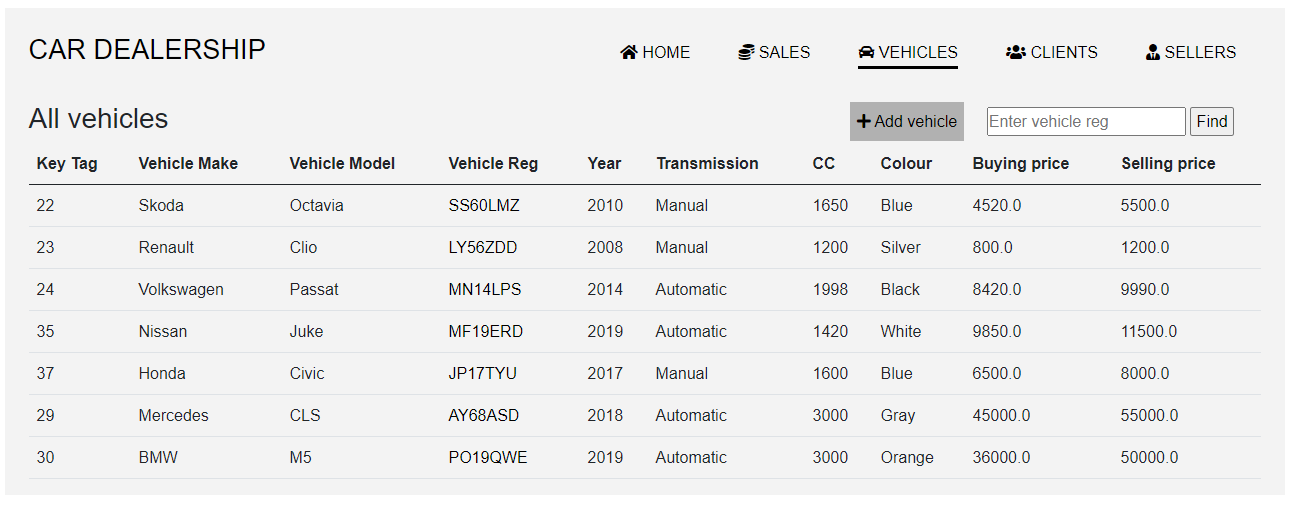 CAR DEALERSHIP HOME SALES VEHICLES CLIENTS SELLERS
All vehicles Add vehicle Enter vehicle reg Find
Key Tag Vehicle Make Vehicle Model Vehicle Reg Year Transmission CC Colour Buying price Selling price
22 Skoda Octavia SS60LMZ 2010 Manual 1650 Blue 4520.0 5500.0
23 Renault Clio LY56ZDD 2008 Manual 1200 Silver 800.0 1200.0
24 Volkswagen Passat MN14LPS 2014 Automatic 1998 Black 8420.0 9990.0
35 Nissan Juke MF19ERD 2019 Automatic 1420 White 9850.0 11500.0
37 Honda Civic JP17TYU 2017 Manual 1600 Blue 6500.0 8000.0
29 Mercedes CLS AY68ASD 2018 Automatic 3000 Gray 45000.0 55000.0
30 BMW M5 PO19QWE 2019 Automatic 3000 Orange 36000.0 50000.0